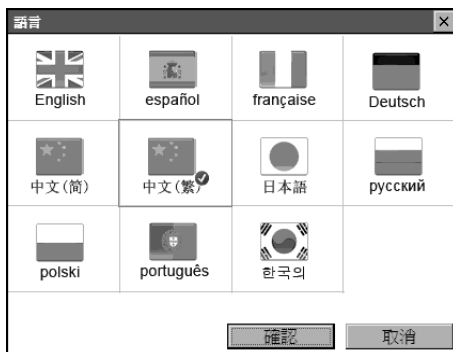 語言
English
español
française
Deutsch
中文(简)
中文(繁)
日本語
русский
polski
português
한국의
確認
取消